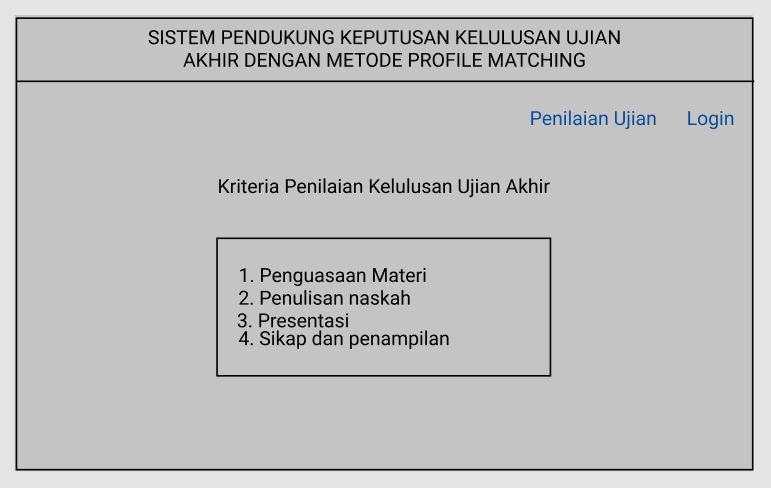 SISTEM PENDUKUNG KEPUTUSAN KELULUSAN UJIAN
AKHIR DENGAN METODE PROFILE MATCHING
Penilaian Ujian Login
Kriteria Penilaian Kelulusan Ujian Akhir
1. Penguasaan Materi
2. Penulisan naskah
3. Presentasi
4. Sikap dan penampilan